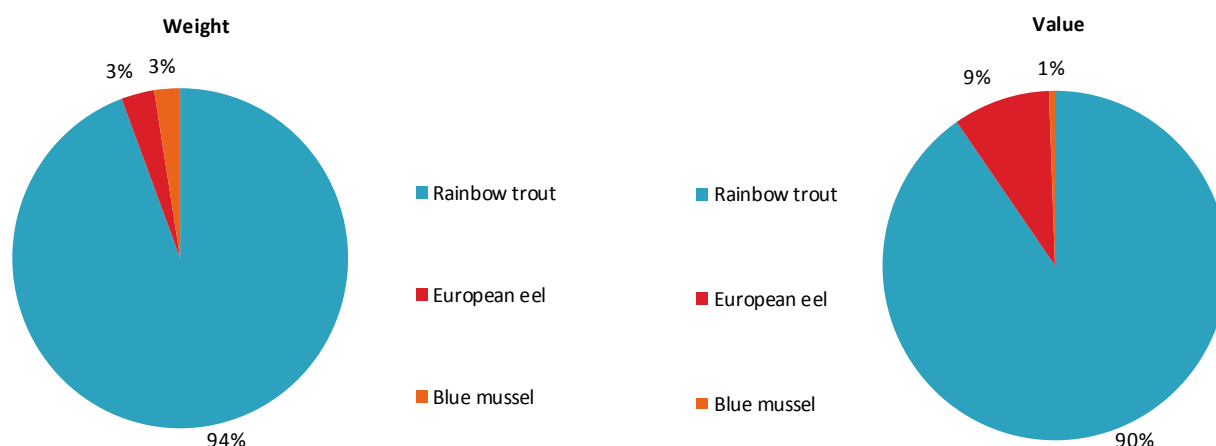 Weight
3%
3%
Rainbow trout
European eel
Blue mussel
94%
Value
9%
1%
Rainbow trout
European eel
Blue mussel
90%